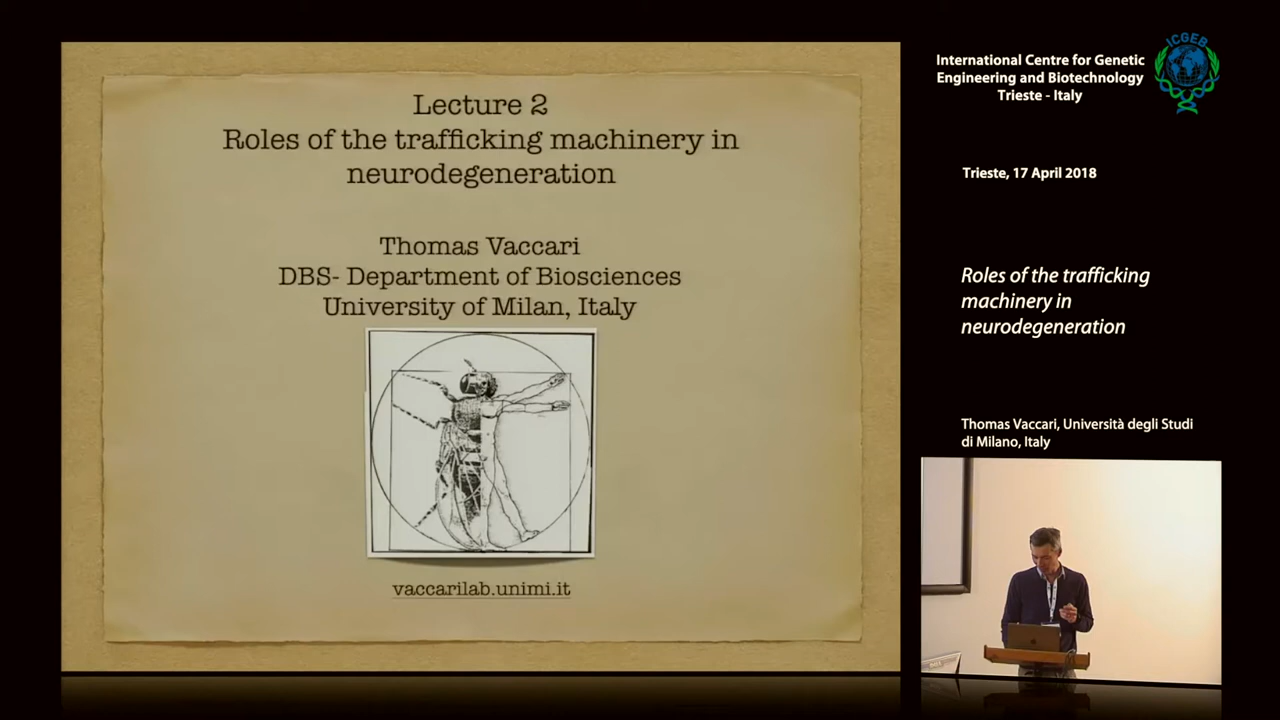 Lecture 2
Roles of the trafficking machinery in
neurodegeneration
Thomas Vaccari
DBS- Department of Biosciences
University of Milan, Italy
vaccarilab.unimi.it
International Centre for Genetic
Engineering and Biotechnology
Trieste - Italy
ICGEB
Trieste, 17 April 2018
Roles of the trafficking
machinery in
neurodegeneration
Thomas Vaccari, Università degli Studi
di Milano, Italy